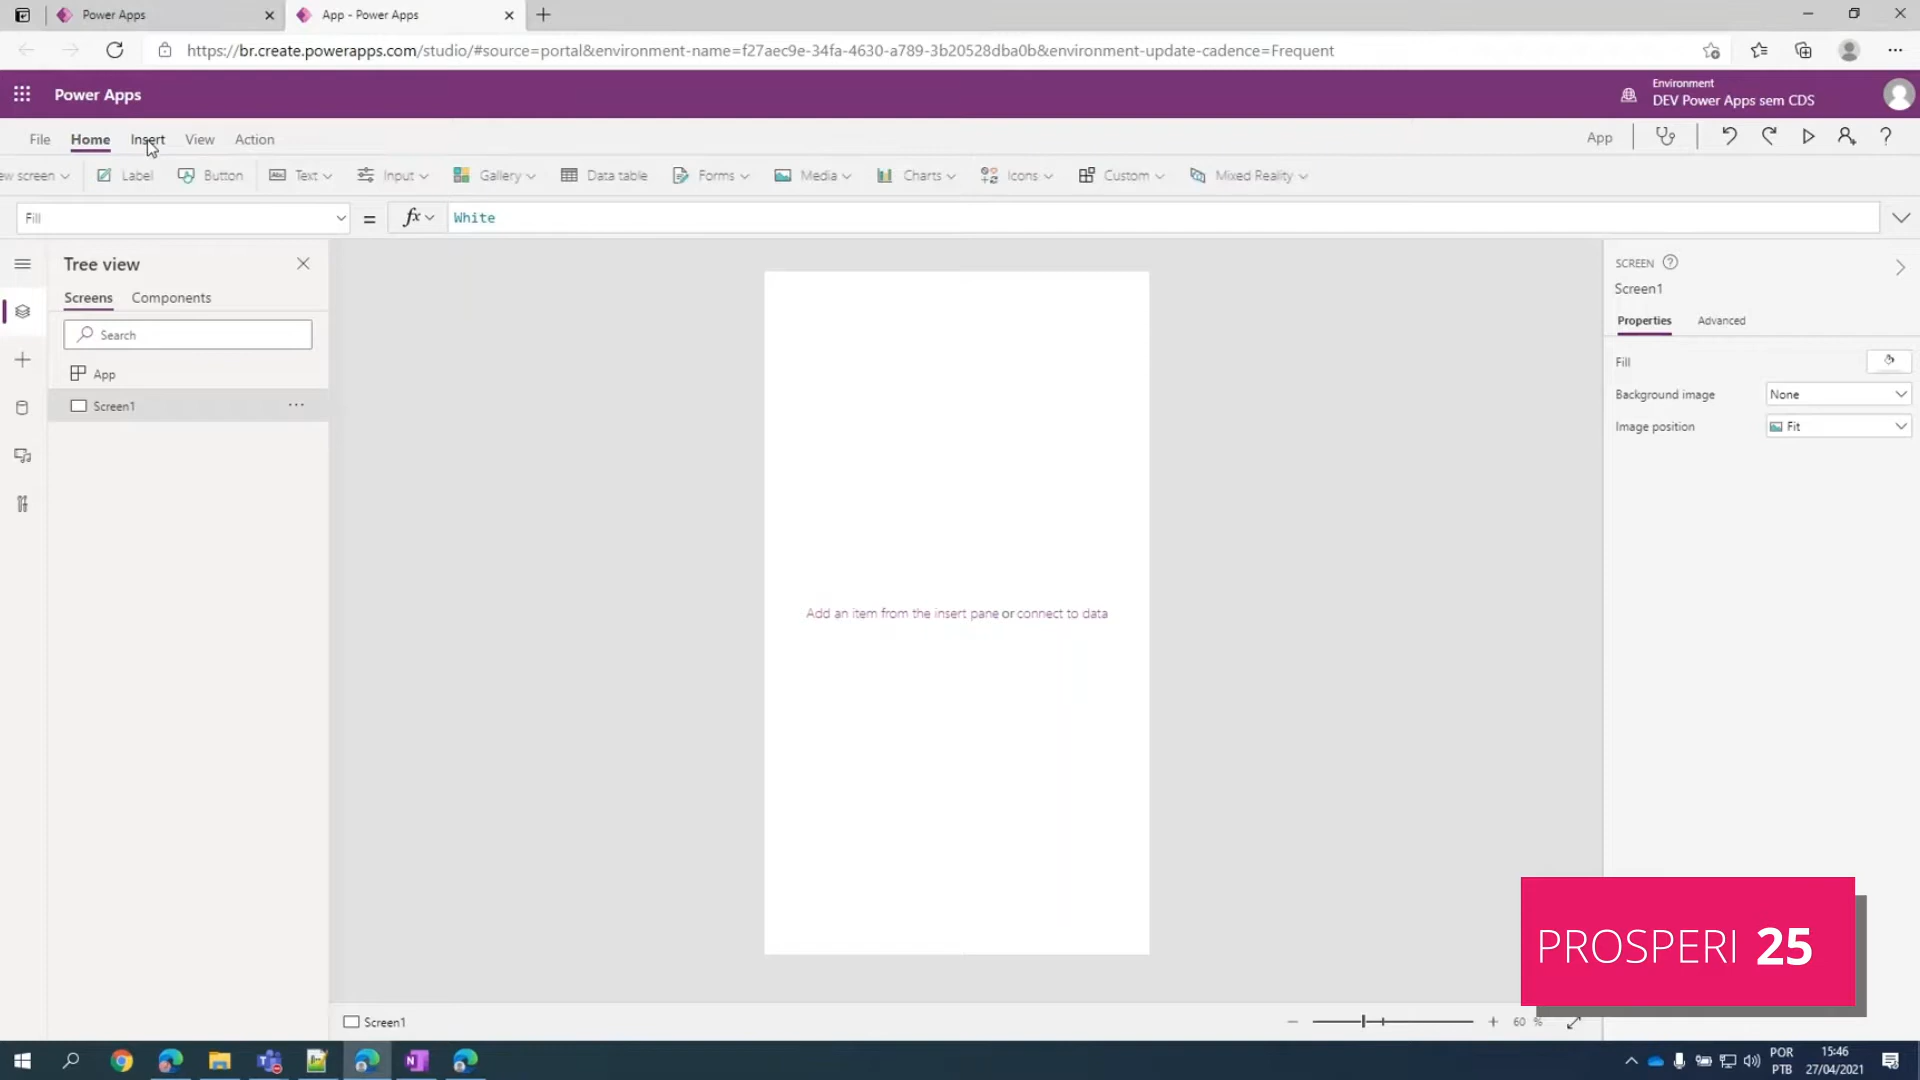 Power Apps
App - Power Apps
https://br.create.powerapps.com/studio/#source=portal&environment-name=f27aec9e-34fa-4630-a789-3b20528dba0b&environment-update-cadence=Frequent
Power Apps
Environment
DEV Power Apps sem CDS
File Home Insert View Action
App
ew screen Label Button Text Input Gallery Data table Forms Media Charts Icons Custom Mixed Reality
Fill = fx White
Tree view
Screens Components
Search
App
Screen1
Add an item from the insert pane or connect to data
SCREEN
Screen1
Properties Advanced
Fill
Background image None
Image position Fit
PROSPERI 25
Screen1
60 %
POR
PTB
15:46
27/04/2021